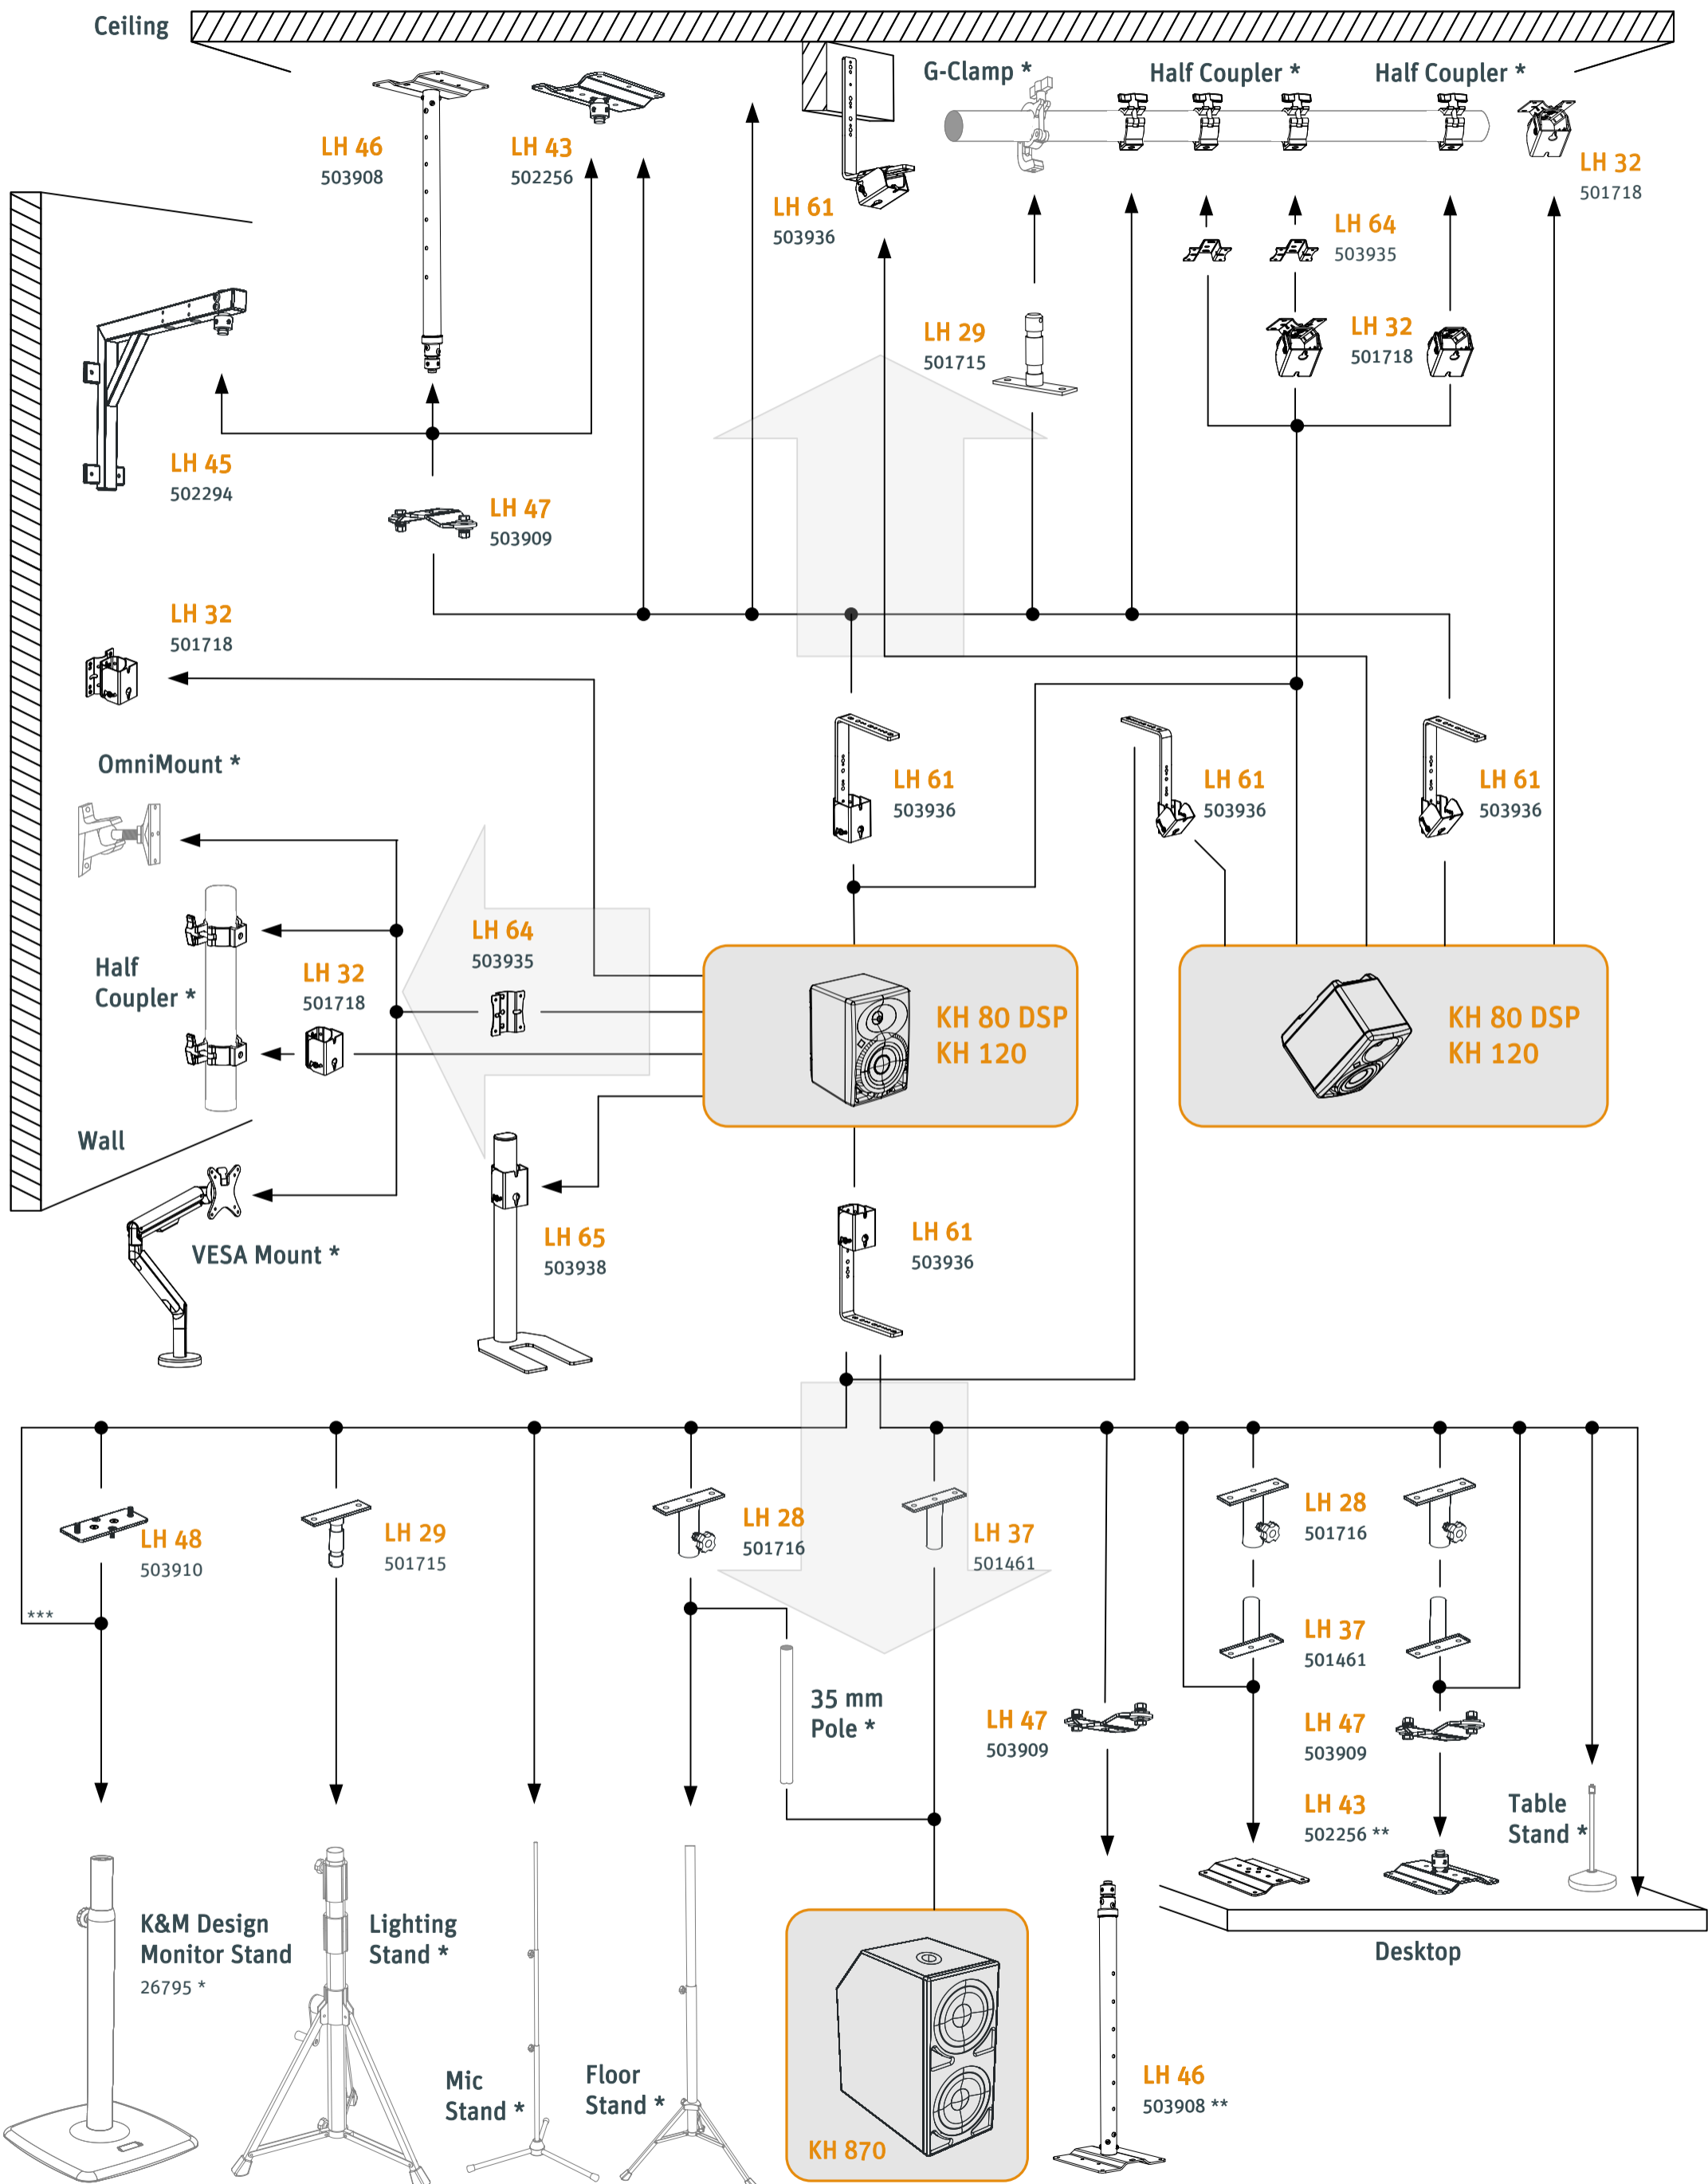 Ceiling
G-Clamp *
Half Coupler *
Half Coupler *
LH 46
503908
LH 43
502256
LH 61
503936
LH 32
501718
LH 64
503935
LH 29
501715
LH 32
501718
LH 45
502294
LH 47
503909
LH 32
501718
OmniMount *
LH 61
503936
LH 61
503936
LH 61
503936
LH 64
503935
Half
Coupler *
LH 32
501718
KH 80 DSP
KH 120
KH 80 DSP
KH 120
Wall
VESA Mount *
LH 65
503938
LH 61
503936
LH 48
503910
LH 29
501715
LH 28
501716
LH 37
501461
LH 28
501716
***
LH 37
501461
35 mm
Pole *
LH 47
503909
LH 47
503909
LH 43
502256 **
Table
Stand *
K&M Design
Monitor Stand
26795 *
Lighting
Stand *
Desktop
Mic
Stand *
Floor
Stand *
KH 870
LH 46
503908 **